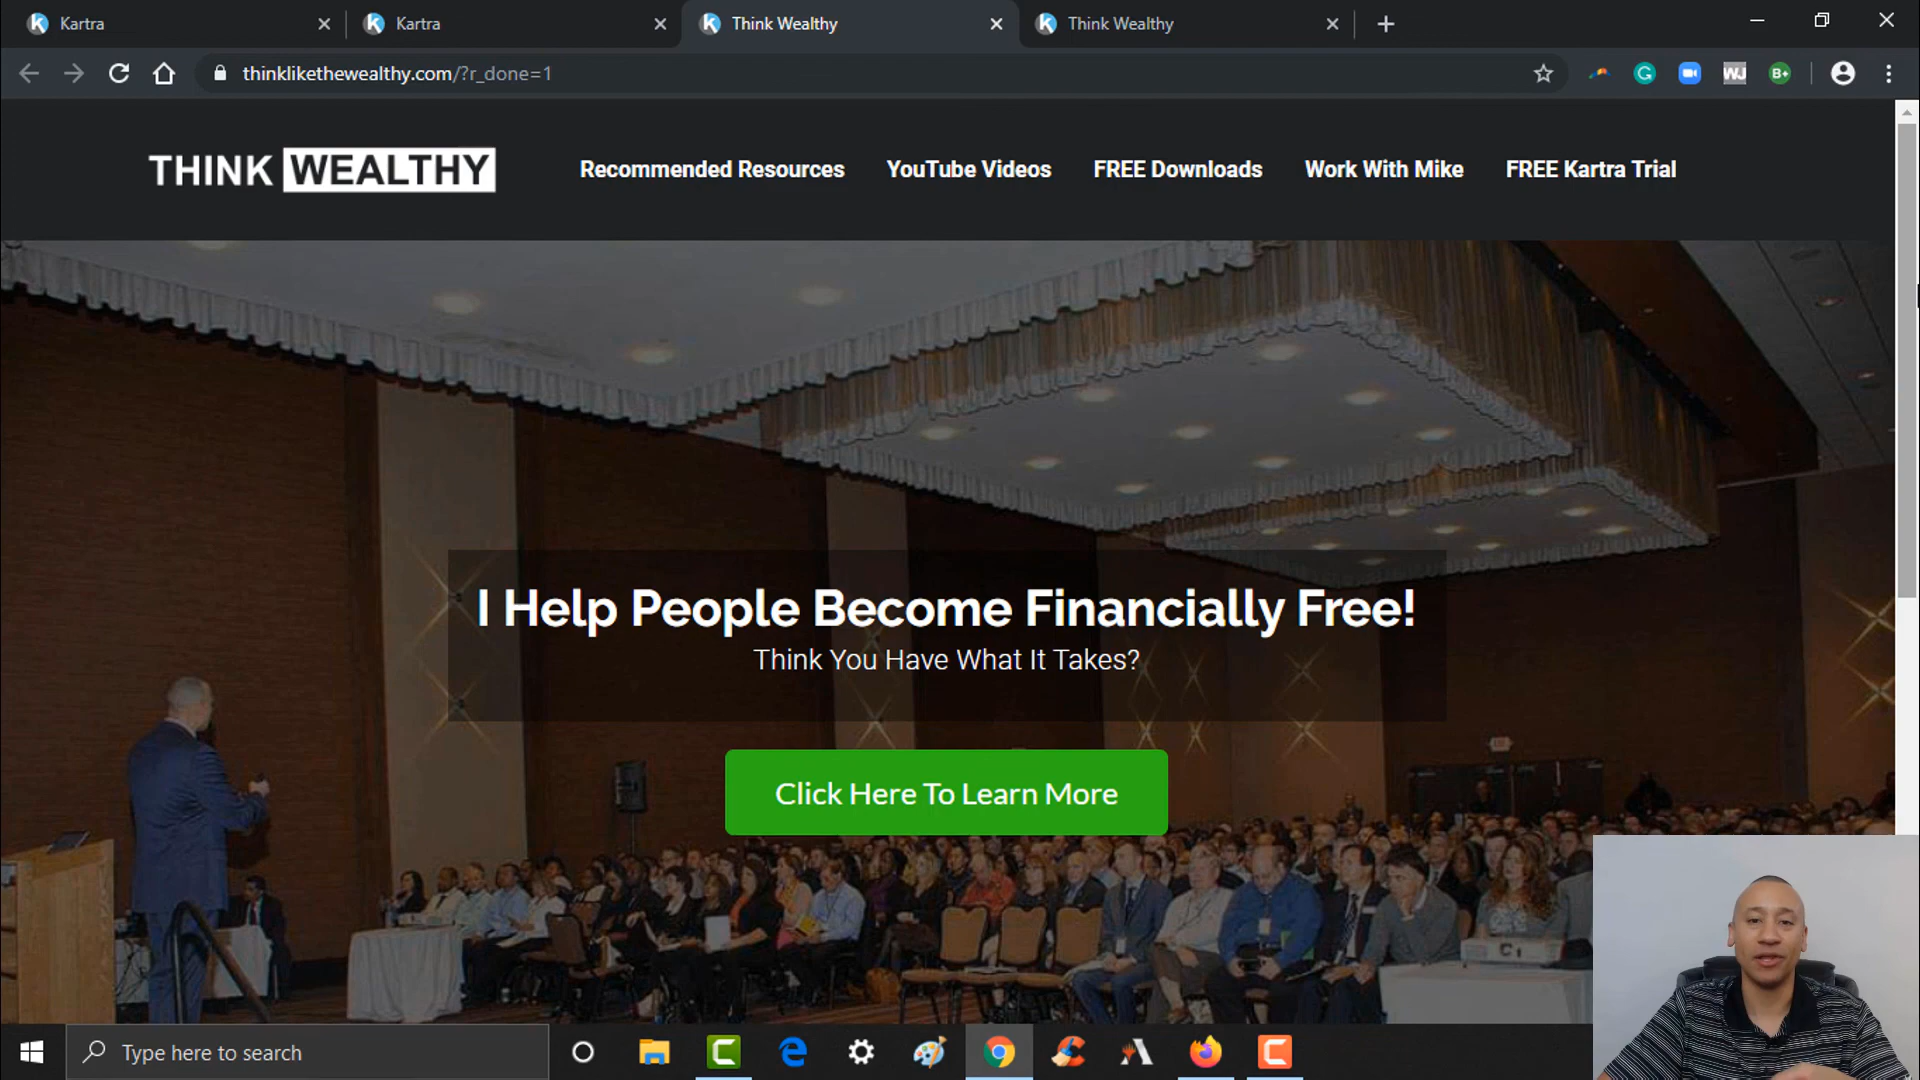 Kartra
Kartra
Think Wealthy
Think Wealthy
thinklikethewealthy.com/?r_done=1
WJ
B+
THINK WEALTHY
Recommended Resources
YouTube Videos
FREE Downloads
Work With Mike
FREE Kartra Trial
I Help People Become Financially Free!
Think You Have What It Takes?
Click Here To Learn More
Type here to search